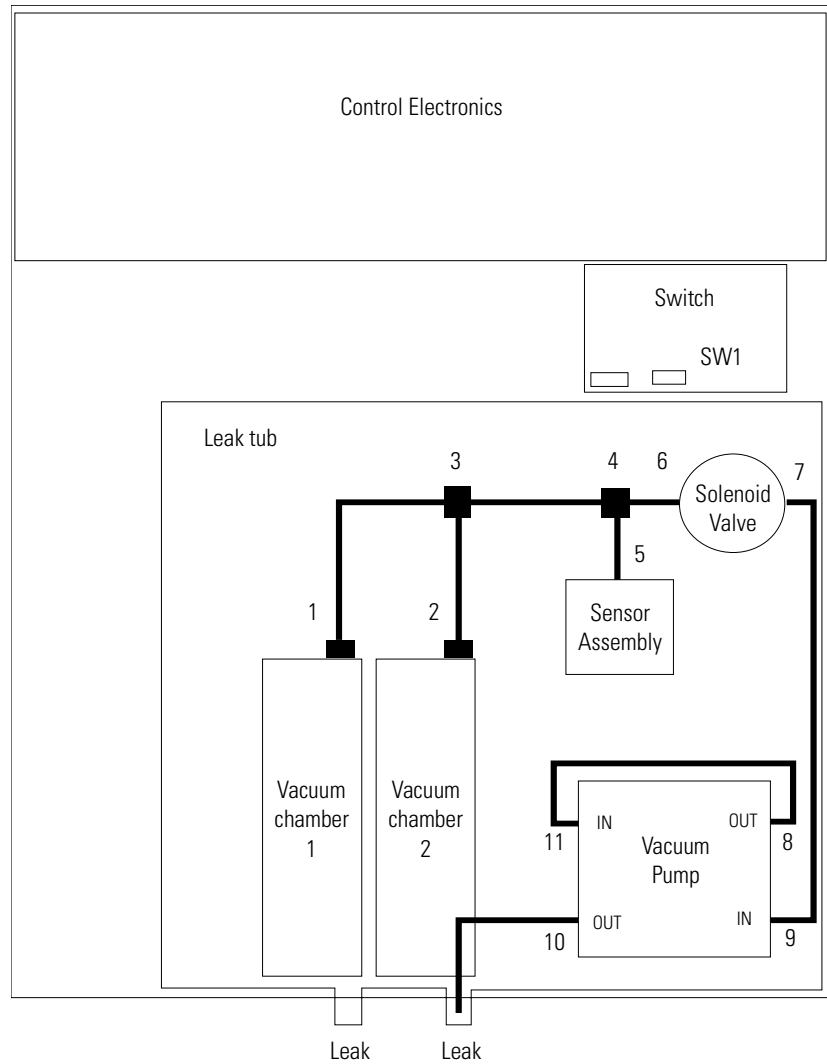 Control Electronics
Switch
SW1
Leak tub
3
4
6
7
Solenoid
Valve
5
1
2
Sensor
Assembly
Vacuum
chamber
1
Vacuum
chamber
2
11
IN
OUT
8
Vacuum
Pump
10
OUT
IN
9
Leak
Leak